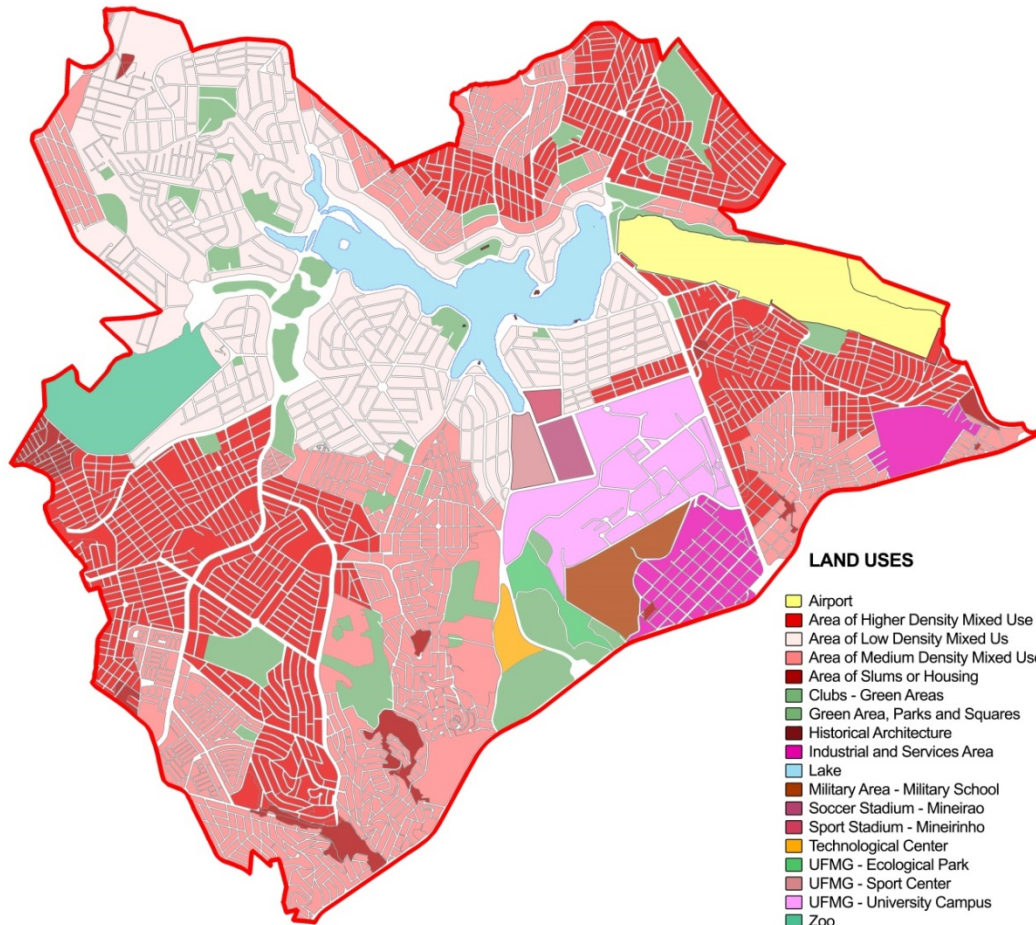 LAND USES
Airport
Area of Higher Density Mixed Use
Area of Low Density Mixed Us
Area of Medium Density Mixed Use
Area of Slums or Housing
Clubs - Green Areas
Green Area, Parks and Squares
Historical Architecture
Industrial and Services Area
Lake
Military Area - Military School
Soccer Stadium - Mineirao
Sport Stadium - Mineirinho
Technological Center
UFMG - Ecological Park
UFMG - Sport Center
UFMG - University Campus
Zoo